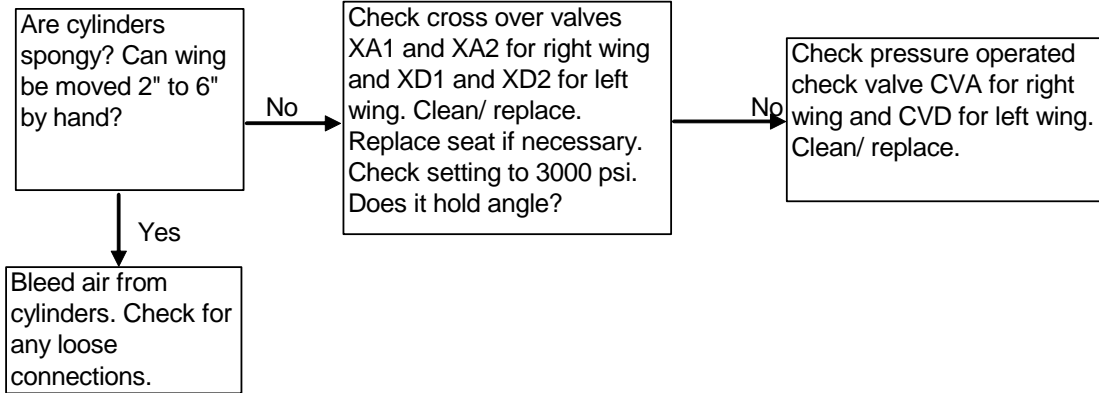 Are cylinders
spongy? Can wing
be moved 2" to 6"
by hand?
No
Check cross over valves
XA1 and XA2 for right wing
and XD1 and XD2 for left
wing. Clean/ replace.
Replace seat if necessary.
Check setting to 3000 psi.
Does it hold angle?
No
Check pressure operated
check valve CVA for right
wing and CVD for left wing.
Clean/ replace.
Yes
Bleed air from
cylinders. Check for
any loose
connections.